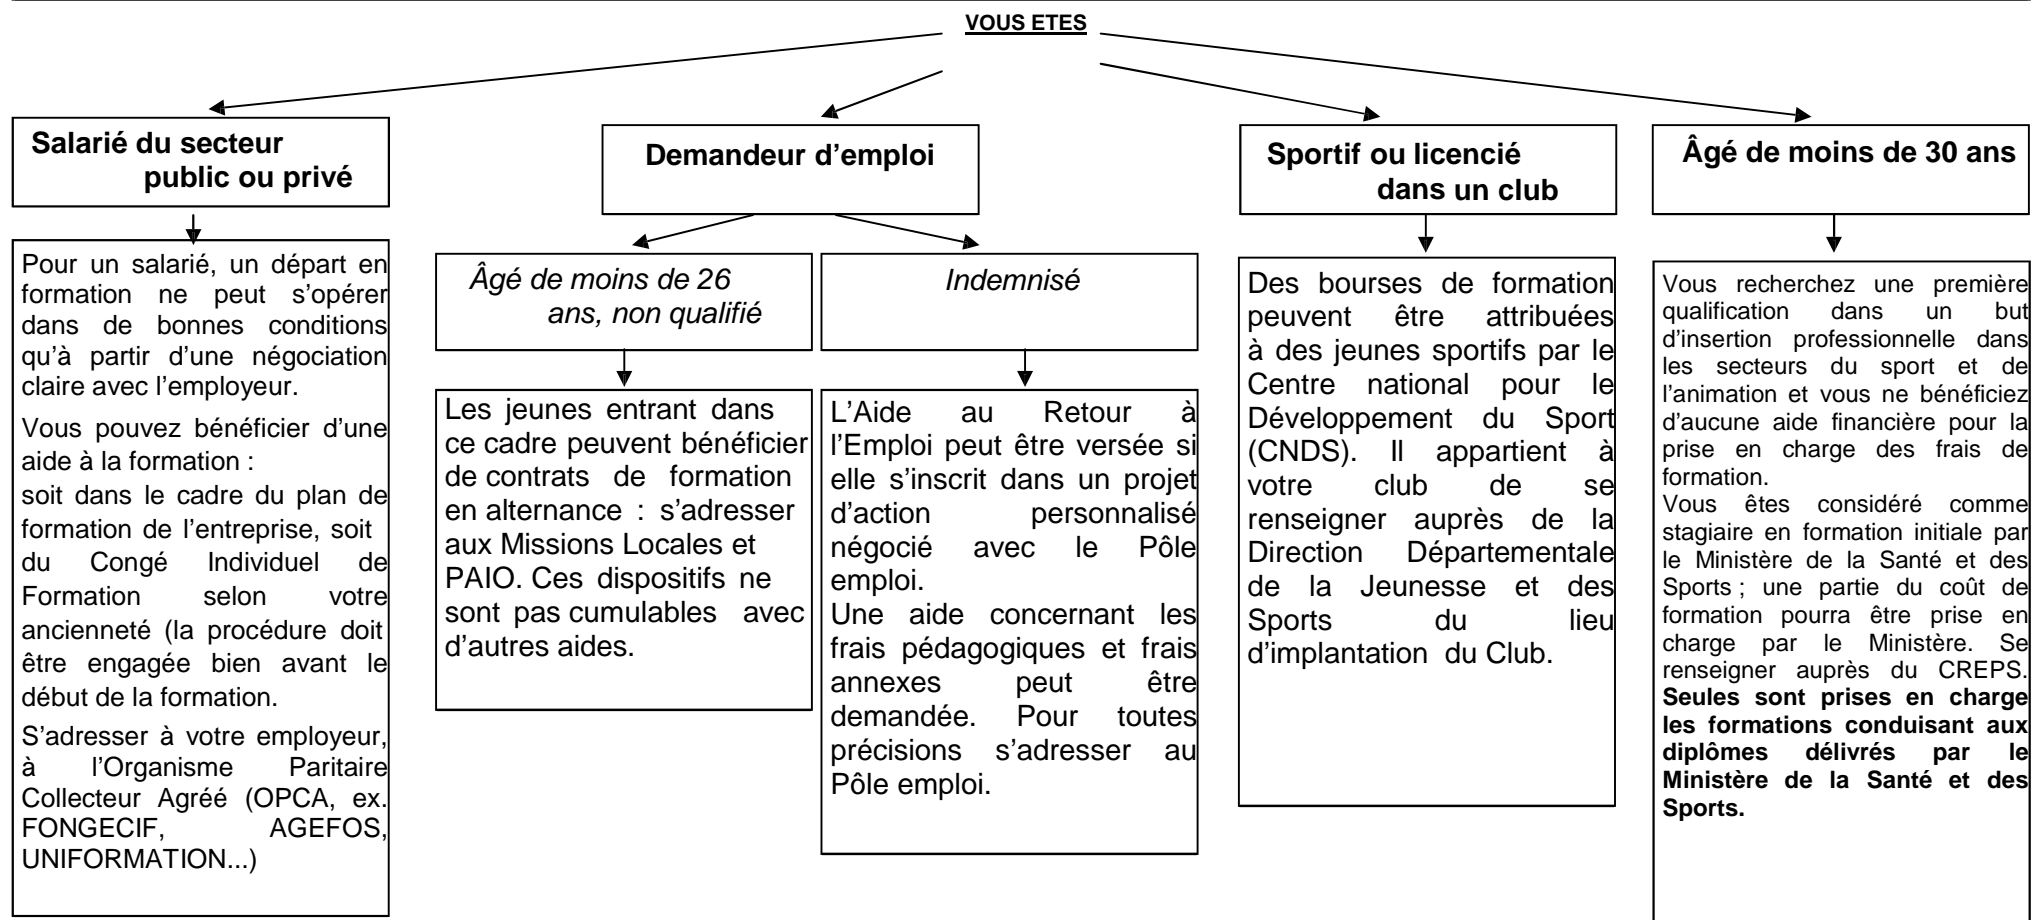 VOUS ETES
Salarié du secteur
public ou privé
Pour un salarié, un départ en
formation ne peut s’opérer
dans de bonnes conditions
qu’à partir d’une négociation
claire avec l’employeur.
Vous pouvez bénéficier d’une
aide à la formation :
soit dans le cadre du plan de
formation de l’entreprise, soit
du Congé Individuel de
Formation selon votre
ancienneté (la procédure doit
être engagée bien avant le
début de la formation.
S’adresser à votre employeur,
à l’Organisme Paritaire
Collecteur Agréé (OPCA, ex.
FONGECIF, AGEFOS,
UNIFORMATION...)
Demandeur d’emploi
Âgé de moins de 26
ans, non qualifié
Les jeunes entrant dans
ce cadre peuvent bénéficier
de contrats de formation
en alternance : s’adresser
aux Missions Locales et
PAIO. Ces dispositifs ne
sont pas cumulables avec
d’autres aides.
Indemnisé
L’Aide au Retour à
l’Emploi peut être versée si
elle s’inscrit dans un projet
d’action personnalisé
négocié avec le Pôle
emploi.
Une aide concernant les
frais pédagogiques et frais
annexes peut être
demandée. Pour toutes
précisions s’adresser au
Pôle emploi.
Sportif ou licencié
dans un club
Des bourses de formation
peuvent être attribuées
à des jeunes sportifs par le
Centre national pour le
Développement du Sport
(CNDS). Il appartient à
votre club de se
renseigner auprès de la
Direction Départementale
de la Jeunesse et des
Sports du lieu
d’implantation du Club.
Âgé de moins de 30 ans
Vous recherchez une première
qualification dans un but
d’insertion professionnelle dans
les secteurs du sport et de
l’animation et vous ne bénéficiez
d’aucune aide financière pour la
prise en charge des frais de
formation.
Vous êtes considéré comme
stagiaire en formation initiale par
le Ministère de la Santé et des
Sports ; une partie du coût de
formation pourra être prise en
charge par le Ministère. Se
renseigner auprès du CREPS.
Seules sont prises en charge
les formations conduisant aux
diplômes délivrés par le
Ministère de la Santé et des
Sports.